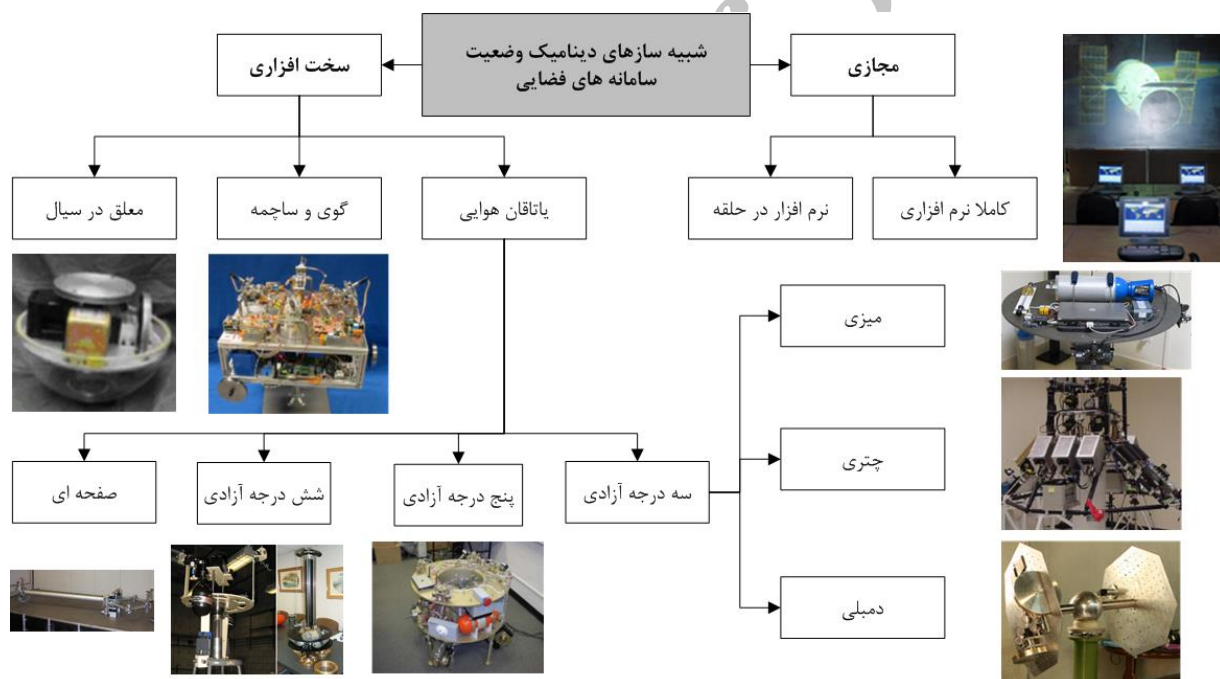 شبیه سازهای دینامیک وضعیت
سامانه های فضایی
مجازی
سخت افزاری
کاملا نرم افزاری
نرم افزار در حلقه
یاتاقان هوایی
گوی و ساچمه
معلق در سیال
میزی
چتری
دمبلی
سه درجه آزادی
پنج درجه آزادی
شش درجه آزادی
صفحه ای